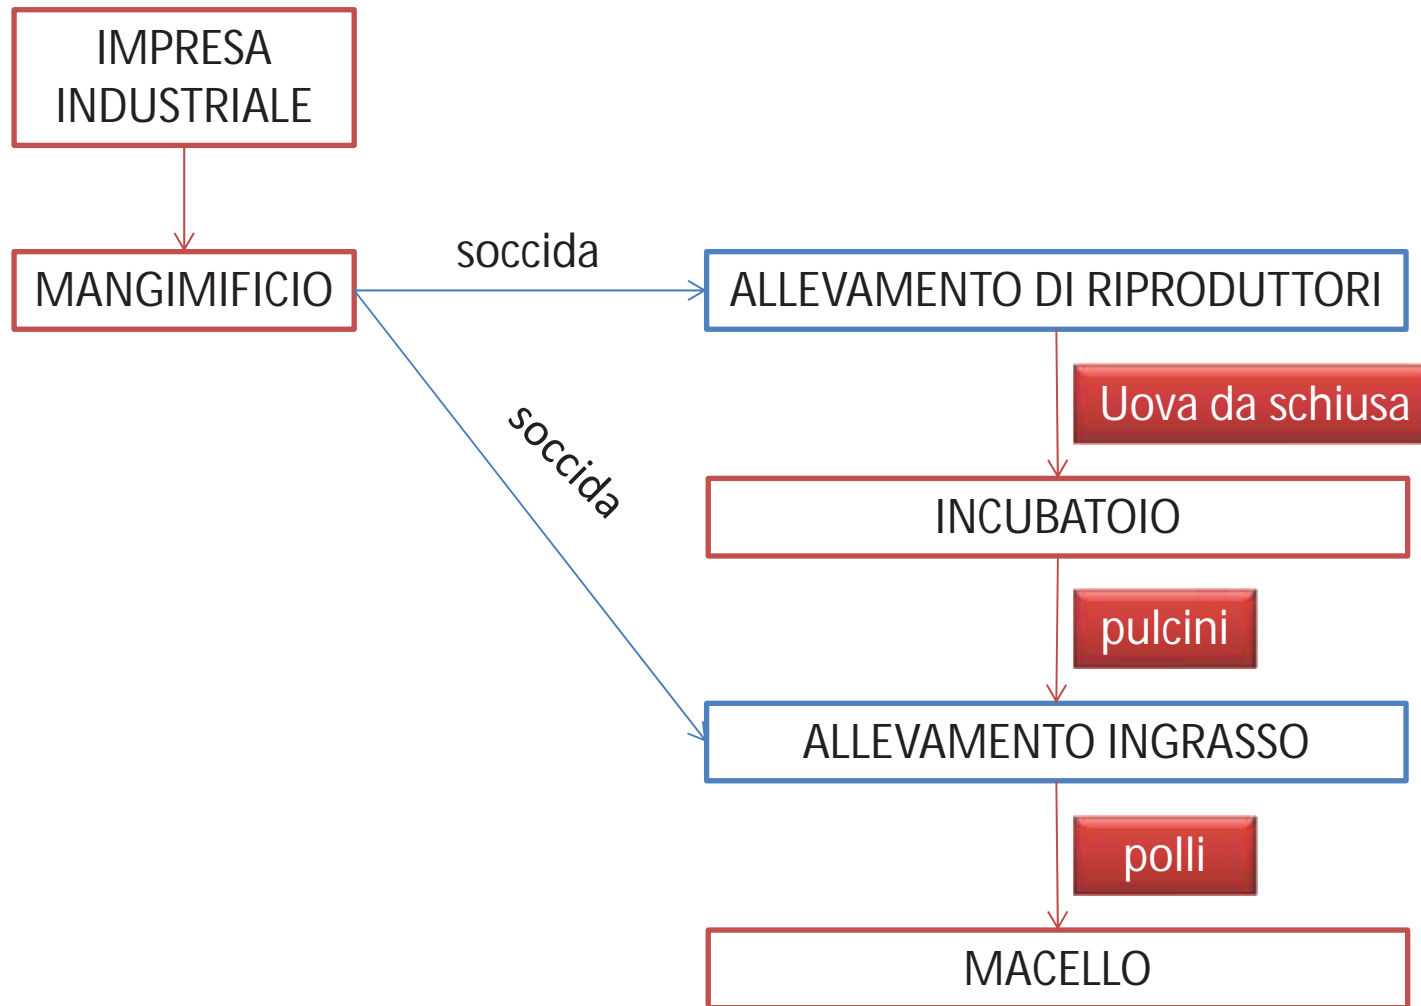 IMPRESA
INDUSTRIALE
MANGIMIFICIO
soccida
ALLEVAMENTO DI RIPRODUTTORI
Uova da schiusa
soccida
INCUBATOIO
pulcini
ALLEVAMENTO INGRASSO
polli
MACELLO